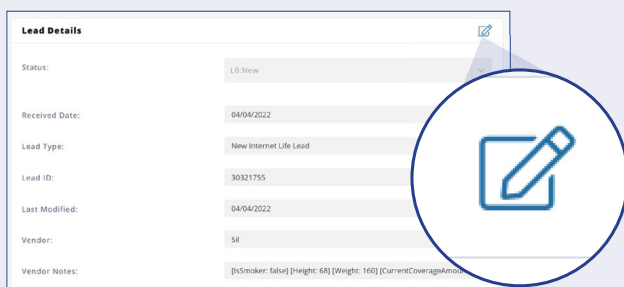 Lead Details
Status:
L0:New
Received Date:
04/04/2022
Lead Type:
New Internet Life Lead
Lead ID:
30321755
Last Modified:
04/04/2022
Vendor:
Sil
Vendor Notes:
[IsSmoker: false] [Height: 68] [Weight: 160] [CurrentCoverageAmou